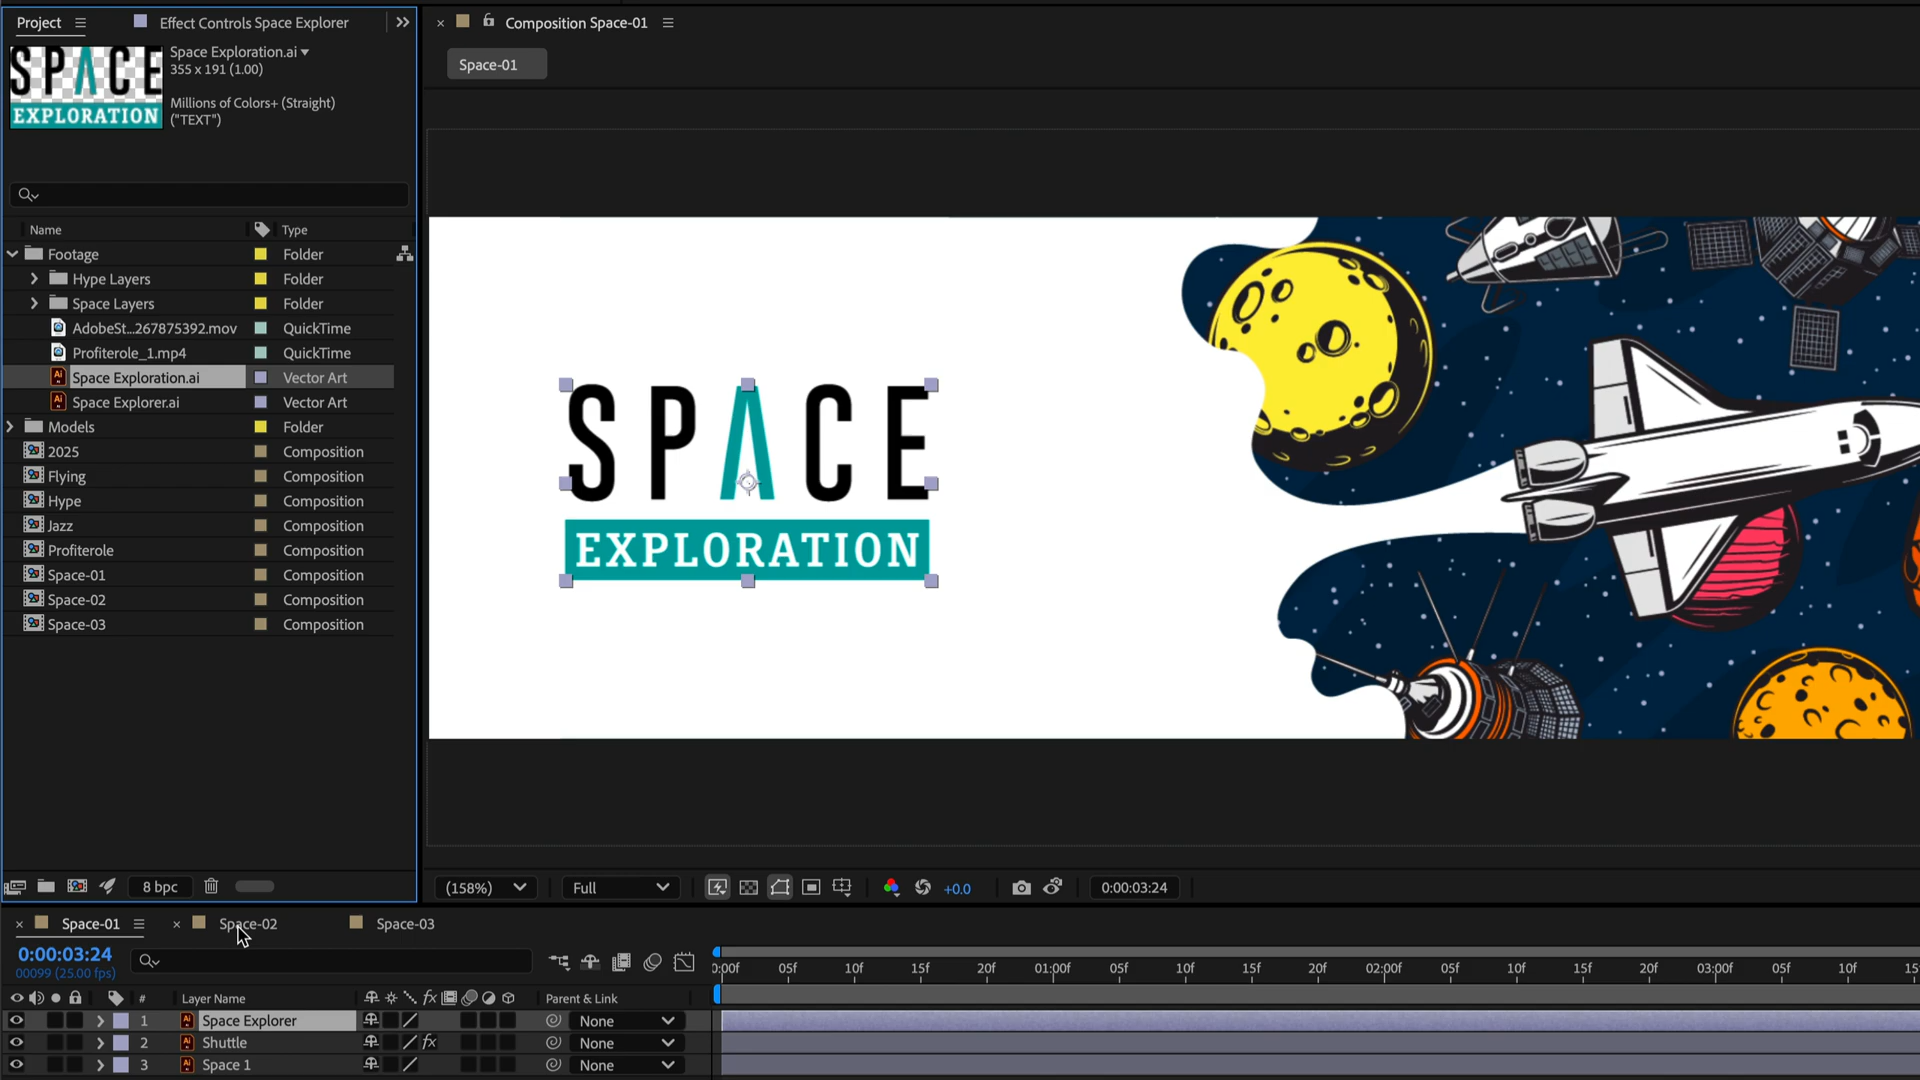 Project
Effect Controls Space Explorer
Composition Space-01
Space-01
Space Exploration.ai
355 x 191 (1.00)
Millions of Colors+ (Straight)
("TEXT")
SPACE
EXPLORATION
Name Type
Footage Folder
Hype Layers Folder
Space Layers Folder
AdobeSt...267875392.mov QuickTime
Profiterole_1.mp4 QuickTime
Space Exploration.ai Vector Art
Space Explorer.ai Vector Art
Models Folder
2025 Composition
Flying Composition
Hype Composition
Jazz Composition
Profiterole Composition
Space-01 Composition
Space-02 Composition
Space-03 Composition
SPACE
EXPLORATION
8 bpc
(158%) Full +0.0 0:00:03:24
Space-01 Space-02 Space-03
0:00:03:24
00099 (25.00 fps)
0:00f 05f 10f 15f 20f 01:00f 05f 10f 15f 20f 02:00f 05f 10f 15f 20f 03:00f 05f 10f 15
# Layer Name fx Parent & Link
1 Space Explorer None
2 Shuttle fx None
3 Space 1 None